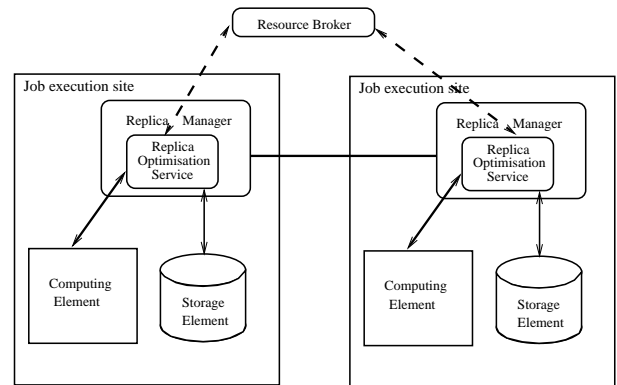 Resource Broker
Job execution site
Replica Manager
Replica
Optimisation
Service
Computing
Element
Storage
Element
Job execution site
Replica Manager
Replica
Optimisation
Service
Computing
Element
Storage
Element